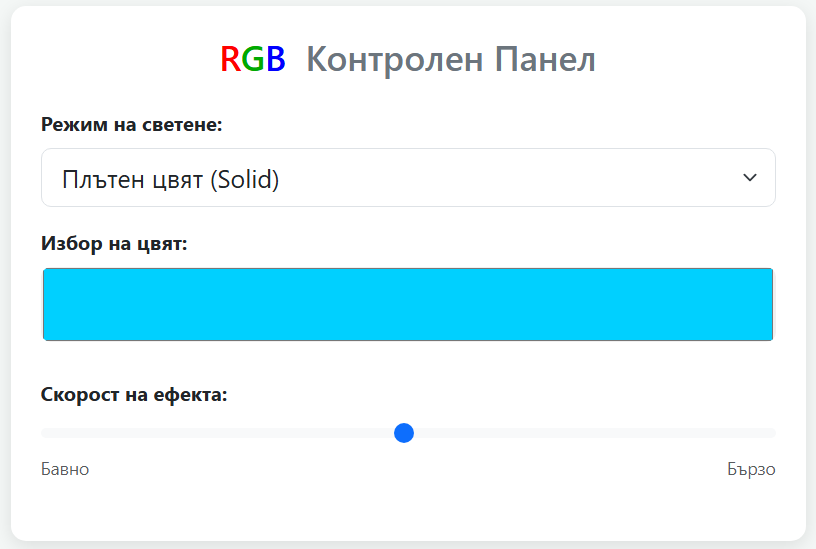 RGB Контролен Панел
Режим на светене:
Плътен цвят (Solid)
Избор на цвят:
Скорост на ефекта:
Бавно Бързо